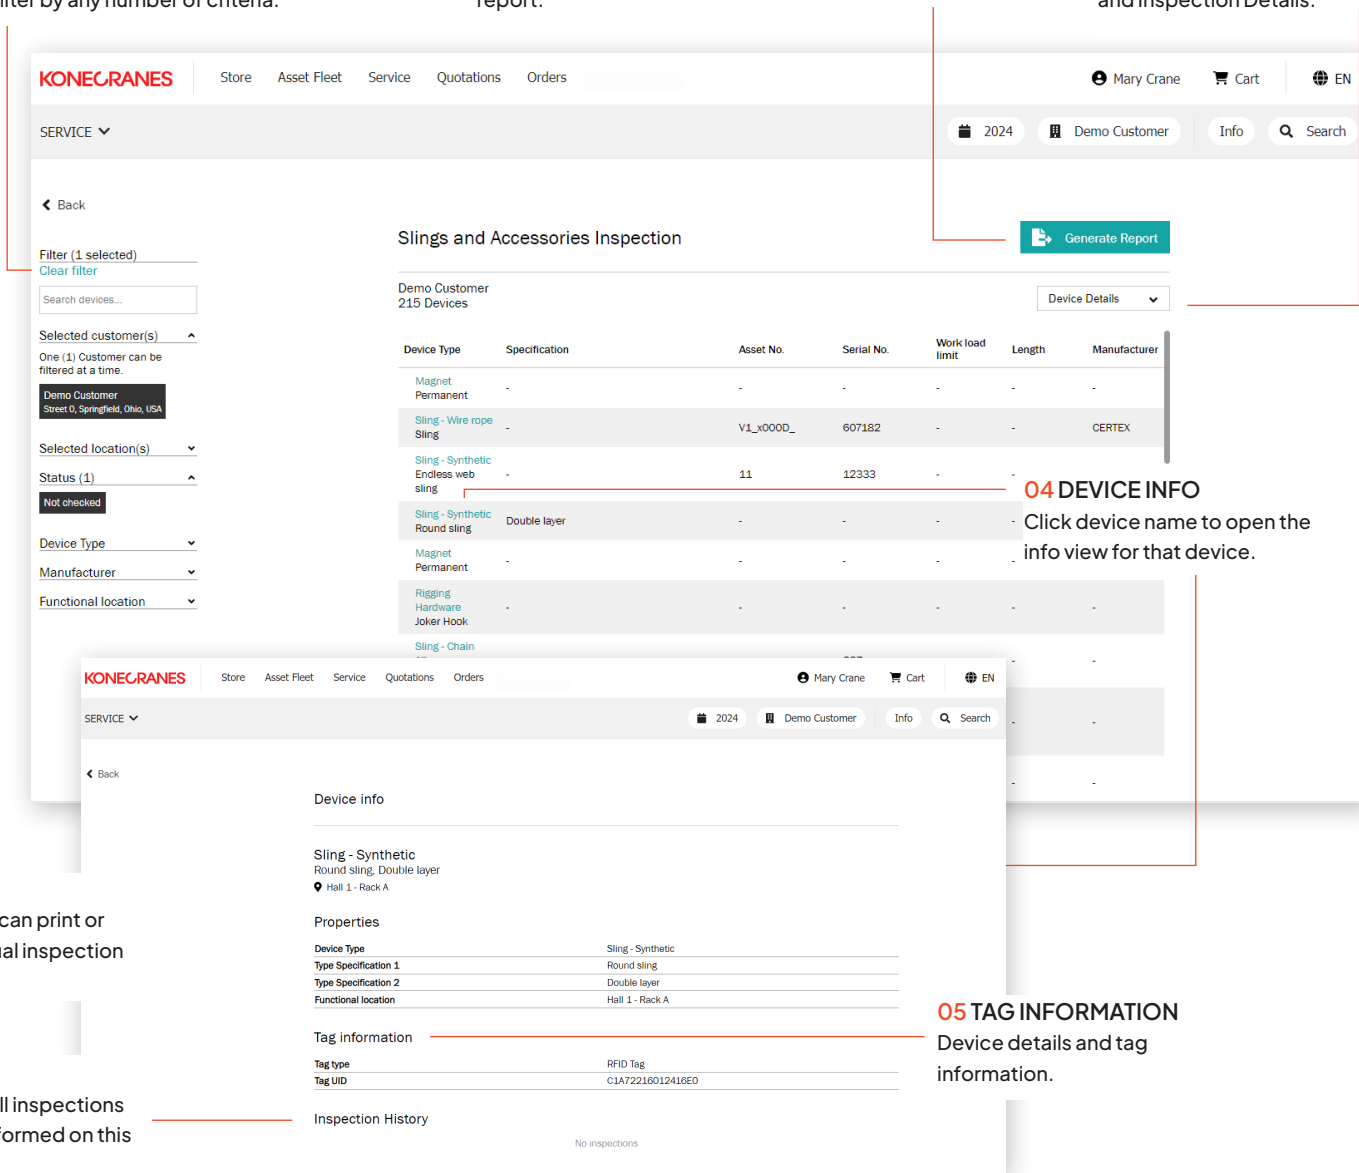 filter by any number of criteria.
report.
and Inspection Details.
KONECRANES
Store Asset Fleet Service Quotations Orders
Mary Crane Cart EN
SERVICE
2024 Demo Customer Info Search
Back
Filter (1 selected)
Clear filter
Search devices...
Selected customer(s)
One (1) Customer can be
filtered at a time.
Demo Customer
Street 0, Springfield, Ohio, USA
Selected location(s)
Status (1)
Not checked
Device Type
Manufacturer
Functional location
Slings and Accessories Inspection
Generate Report
Demo Customer
215 Devices
Device Details
Device Type Specification Asset No. Serial No. Work load limit Length Manufacturer
Magnet
Permanent - - - - - -
Sling - Wire rope
Sling - V1_x000D_ 607182 - - CERTEX
Sling - Synthetic
Endless web - 11 12333 - -
sling
Sling - Synthetic
Round sling Double layer - - - -
Magnet
Permanent - - - - -
Rigging
Hardware - - - - - -
Joker Hook
Sling - Chain
- -
- -
- -
04 DEVICE INFO
Click device name to open the
info view for that device.
KONECRANES
Store Asset Fleet Service Quotations Orders
Mary Crane Cart EN
SERVICE
2024 Demo Customer Info Search
Back
Device info
Sling - Synthetic
Round sling, Double layer
Hall 1 - Rack A
Properties
Device Type Sling - Synthetic
Type Specification 1 Round sling
Type Specification 2 Double layer
Functional location Hall 1 - Rack A
Tag information
Tag type RFID Tag
Tag UID C1A72216012416E0
Inspection History
No inspections
can print or
inspection
05 TAG INFORMATION
Device details and tag
information.
inspections
on this